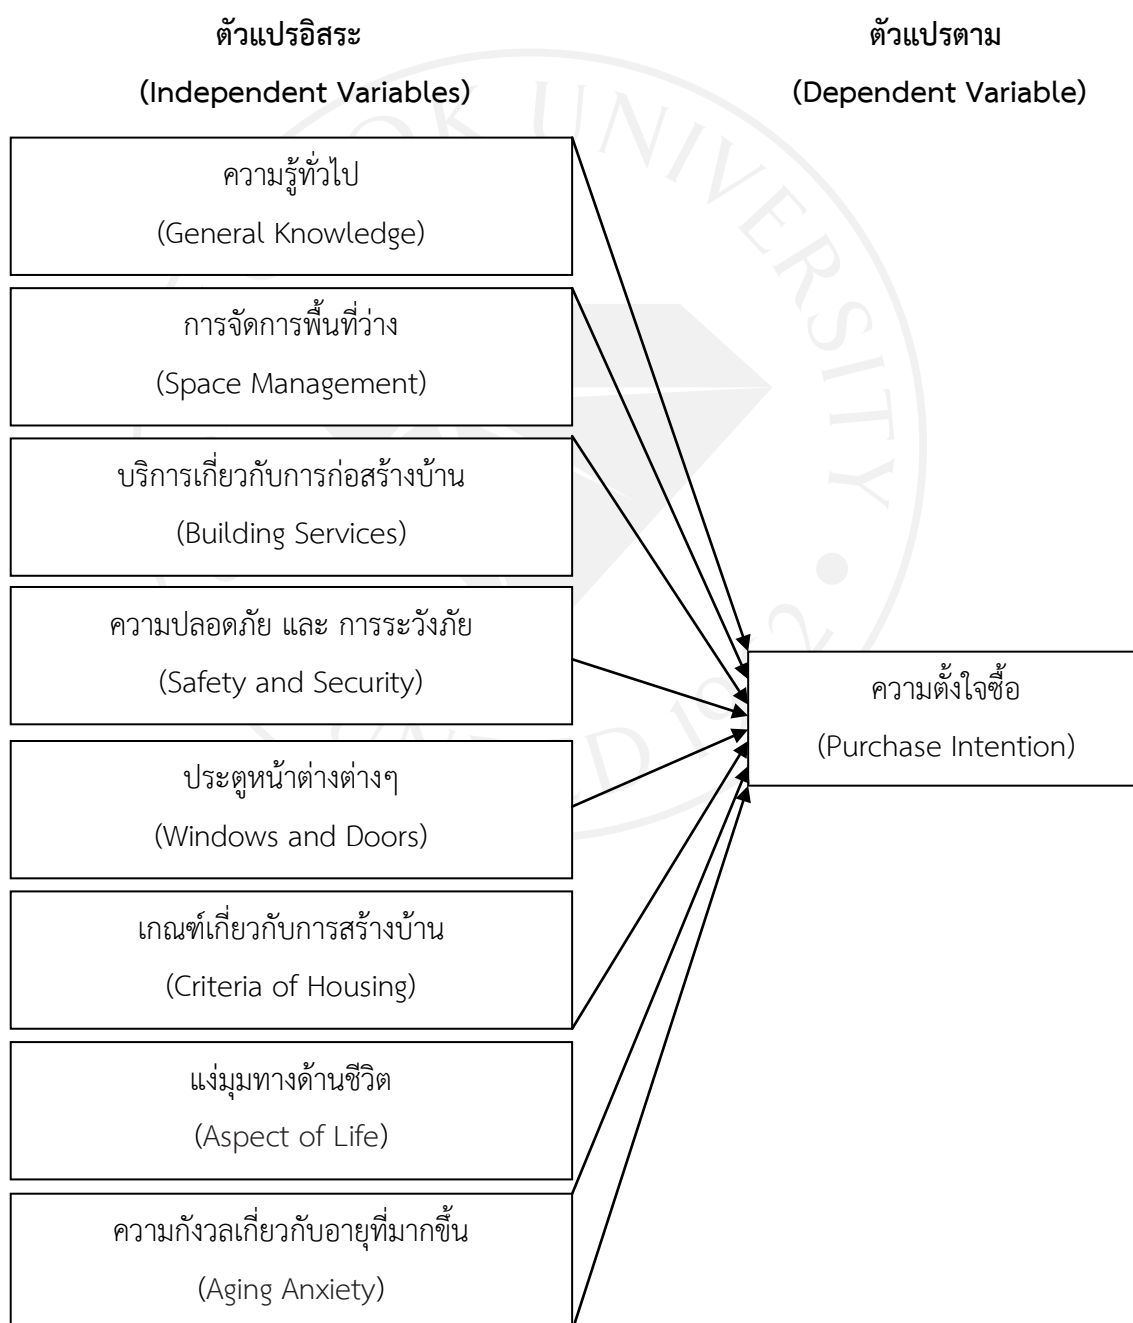 ตัวแปรอิสระ
(Independent Variables)
ตัวแปรตาม
(Dependent Variable)
ความรู้ทั่วไป
(General Knowledge)
การจัดการพื้นที่ว่าง
(Space Management)
บริการเกี่ยวกับการก่อสร้างบ้าน
(Building Services)
ความปลอดภัย และ การระวังภัย
(Safety and Security)
ประตูหน้าต่างต่างๆ
(Windows and Doors)
เกณฑ์เกี่ยวกับการสร้างบ้าน
(Criteria of Housing)
แง่มุมทางด้านชีวิต
(Aspect of Life)
ความกังวลเกี่ยวกับอายุที่มากขึ้น
(Aging Anxiety)
ความตั้งใจซื้อ
(Purchase Intention)
UNIVERSITY